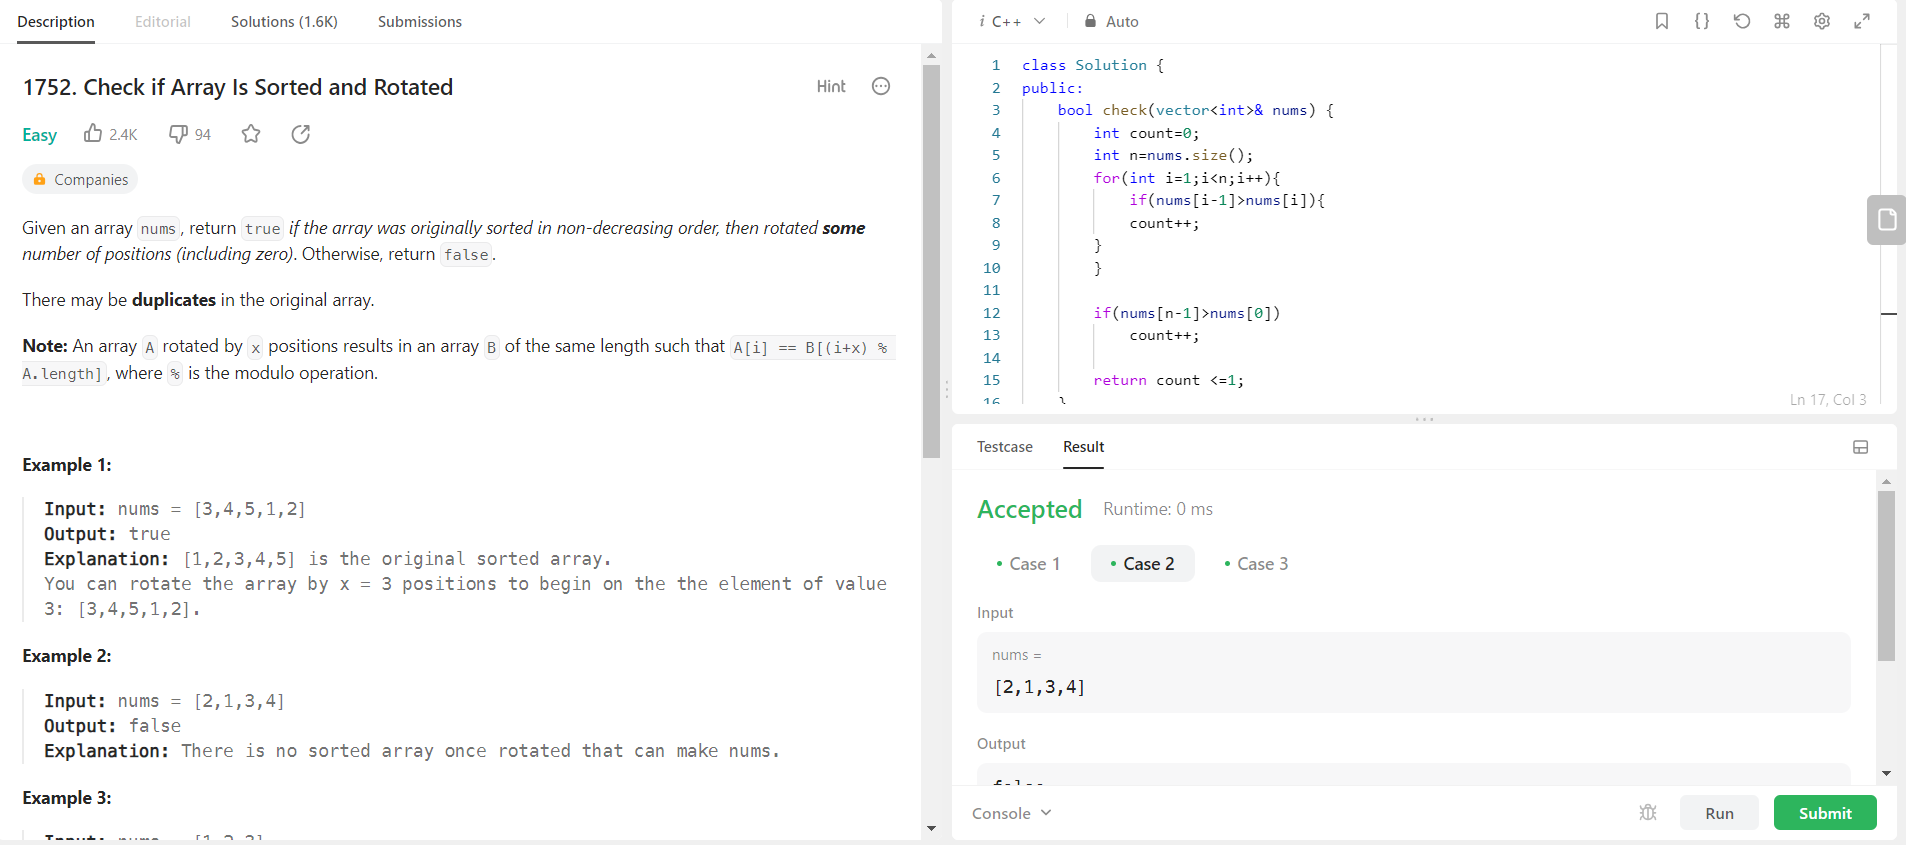 Description Editorial Solutions (1.6K) Submissions
1752. Check if Array Is Sorted and Rotated
Hint
Easy 2.4K 94
Companies
Given an array nums, return true if the array was originally sorted in non-decreasing order, then rotated some
number of positions (including zero). Otherwise, return false.
There may be duplicates in the original array.
Note: An array A rotated by x positions results in an array B of the same length such that A[i] == B[(i+x) %
A.length], where % is the modulo operation.
Example 1:
Input: nums = [3,4,5,1,2]
Output: true
Explanation: [1,2,3,4,5] is the original sorted array.
You can rotate the array by x = 3 positions to begin on the the element of value
3: [3,4,5,1,2].
Example 2:
Input: nums = [2,1,3,4]
Output: false
Explanation: There is no sorted array once rotated that can make nums.
Example 3:
i C++ Auto
1 class Solution {
2 public:
3 bool check(vector<int>& nums) {
4 int count=0;
5 int n=nums.size();
6 for(int i=1;i<n;i++){
7 if(nums[i-1]>nums[i]){
8 count++;
9 }
10 }
11
12 if(nums[n-1]>nums[0])
13 count++;
14
15 return count <=1;
16 }
Ln 17, Col 3
Testcase Result
Accepted Runtime: 0 ms
Case 1 Case 2 Case 3
Input
nums =
[2,1,3,4]
Output
false
Console Run Submit